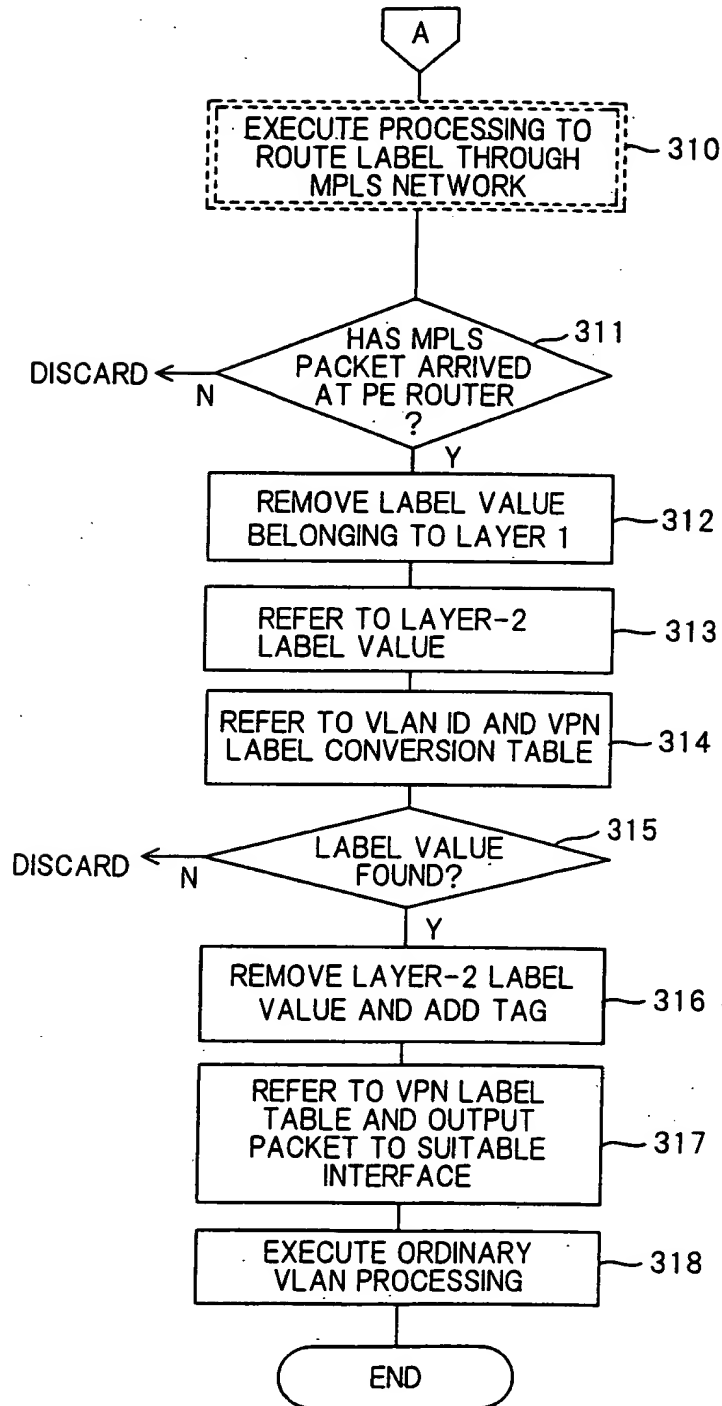 A
EXECUTE PROCESSING TO
ROUTE LABEL THROUGH
MPLS NETWORK
310
HAS MPLS
PACKET ARRIVED
AT PE ROUTER
?
311
DISCARD
N
Y
REMOVE LABEL VALUE
BELONGING TO LAYER 1
312
REFER TO LAYER-2
LABEL VALUE
313
REFER TO VLAN ID AND VPN
LABEL CONVERSION TABLE
314
LABEL VALUE
FOUND?
315
DISCARD
N
Y
REMOVE LAYER-2 LABEL
VALUE AND ADD TAG
316
REFER TO VPN LABEL
TABLE AND OUTPUT
PACKET TO SUITABLE
INTERFACE
317
EXECUTE ORDINARY
VLAN PROCESSING
318
END